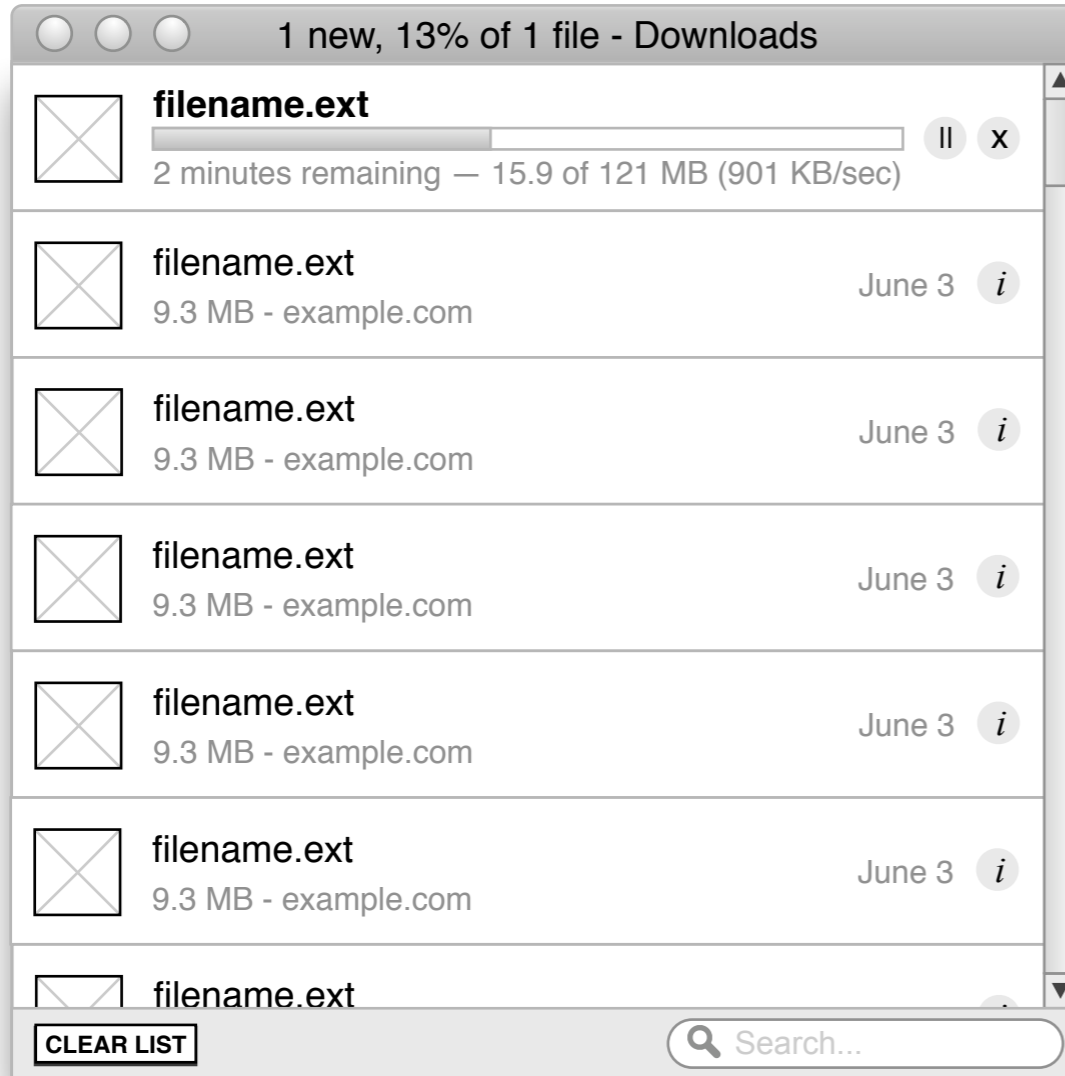 1 new, 13% of 1 file - Downloads
filename.ext
II x
2 minutes remaining — 15.9 of 121 MB (901 KB/sec)
filename.ext
June 3 i
9.3 MB - example.com
filename.ext
June 3 i
9.3 MB - example.com
filename.ext
June 3 i
9.3 MB - example.com
filename.ext
June 3 i
9.3 MB - example.com
filename.ext
June 3 i
9.3 MB - example.com
filename.ext
CLEAR LIST
Search...